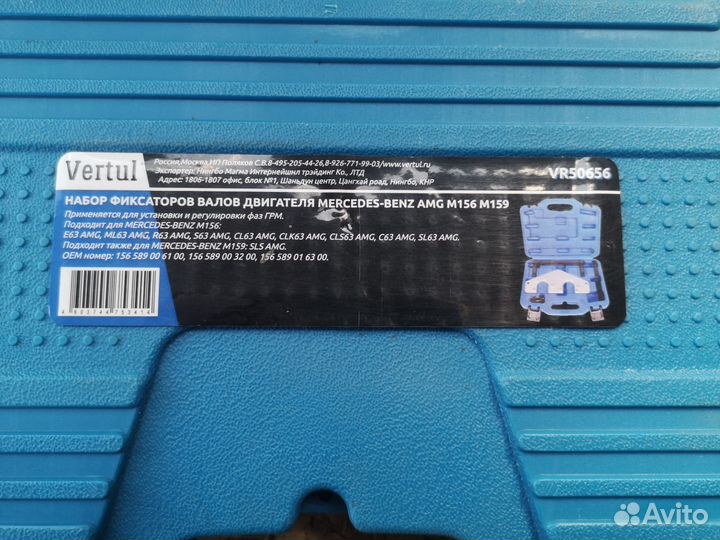 Vertul
Россия,Москва,ИП Поляков С.В.8-495-205-44-26,8-926-771-99-03/www.vertul.ru
Экспортер: Нингбо Магма Интернейшнл трэйдинг Ко., ЛТД
Адрес: 1806-1807 офис, блок №1, Шаньдун центр, Цангхай роад, Нингбо, КНР
VR50656
НАБОР ФИКСАТОРОВ ВАЛОВ ДВИГАТЕЛЯ MERCEDES-BENZ AMG M156 M159
Применяется для установки и регулировки фаз ГРМ.
Подходит для MERCEDES-BENZ M156:
E63 AMG, ML63 AMG, R63 AMG, S63 AMG, CL63 AMG, CLK63 AMG, CLS63 AMG, C63 AMG, SL63 AMG.
Подходит также для MERCEDES-BENZ M159: SLS AMG.
OEM номер: 156 589 00 61 00, 156 589 00 32 00, 156 589 01 63 00.
4603744753414
Avito